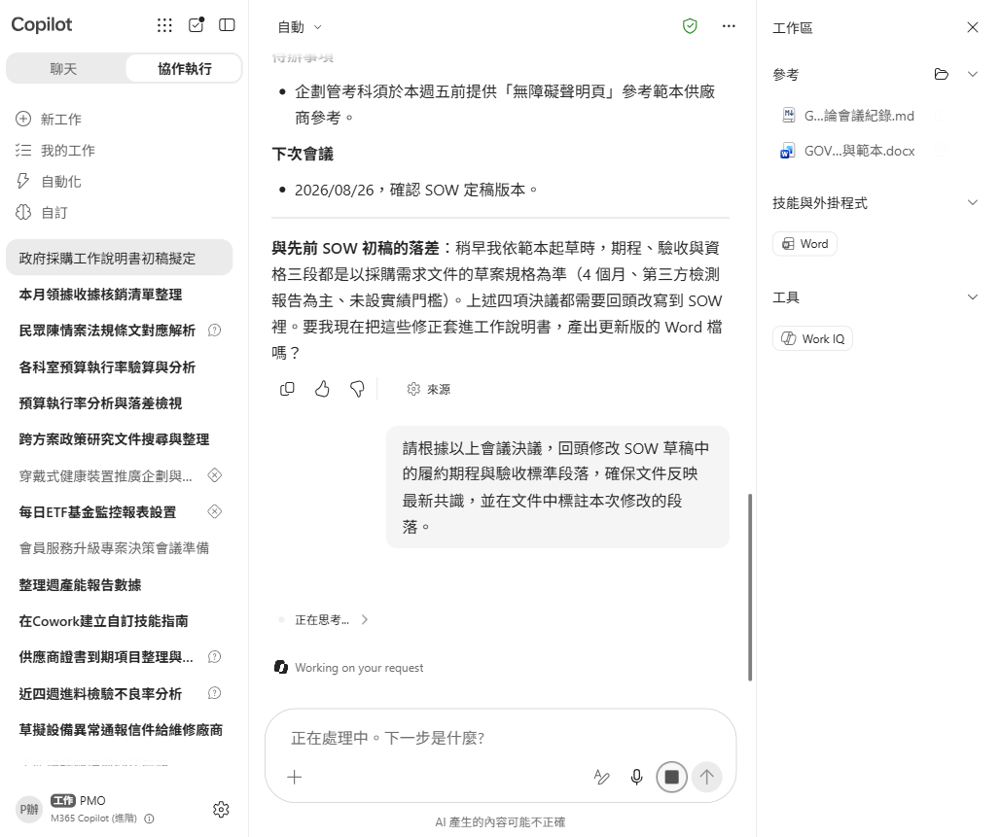 Copilot
聊天
協作執行
新工作
我的工作
自動化
自訂
政府採購工作說明書初稿擬定
本月領據收據核銷清單整理
民眾陳情案法規條文對應解析
各科室預算執行率驗算與分析
預算執行率分析與落差檢視
跨方案政策研究文件搜尋與整理
穿戴式健康裝置推廣企劃與...
每日ETF基金監控報表設置
會員服務升級專案決策會議準備
整理週產能報告數據
在Cowork建立自訂技能指南
供應商證書到期項目整理與...
近四週進料檢驗不良率分析
草擬設備異常通報信件給維修廠商
P辦
工作 PMO
M365 Copilot (進階)
自動
待辦事項
• 企劃管考科須於本週五前提供「無障礙聲明頁」參考範本供廠
商參考。
下次會議
• 2026/08/26，確認 SOW 定稿版本。
與先前 SOW 初稿的落差：稍早我依範本起草時，期程、驗收與資
格三段都是以採購需求文件的草案規格為準（4 個月、第三方檢測
報告為主、未設實績門檻）。上述四項決議都需要回頭改寫到 SOW
裡。要我現在把這些修正套進工作說明書，產出更新版的 Word 檔
嗎？
來源
請根據以上會議決議，回頭修改 SOW 草稿中
的履約期程與驗收標準段落，確保文件反映
最新共識，並在文件中標註本次修改的段
落。
正在思考...
Working on your request
正在處理中。下一步是什麼?
AI 產生的內容可能不正確
工作區
參考
G...論會議紀錄.md
GOV...與範本.docx
技能與外掛程式
Word
工具
Work IQ